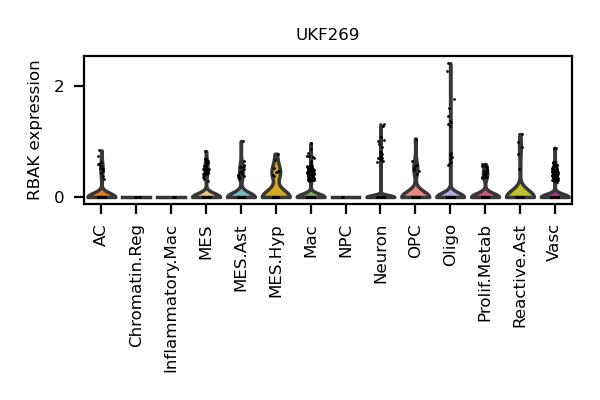 UKF269
RBAK expression
2
0
AC
Chromatin.Reg
Inflammatory.Mac
MES
MES.Ast
MES.Hyp
Mac
NPC
Neuron
OPC
Oligo
Prolif.Metab
Reactive.Ast
Vasc